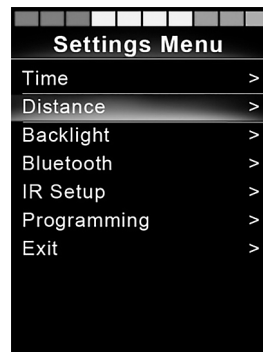 Settings Menu
Time >
Distance >
Backlight >
Bluetooth >
IR Setup >
Programming >
Exit >